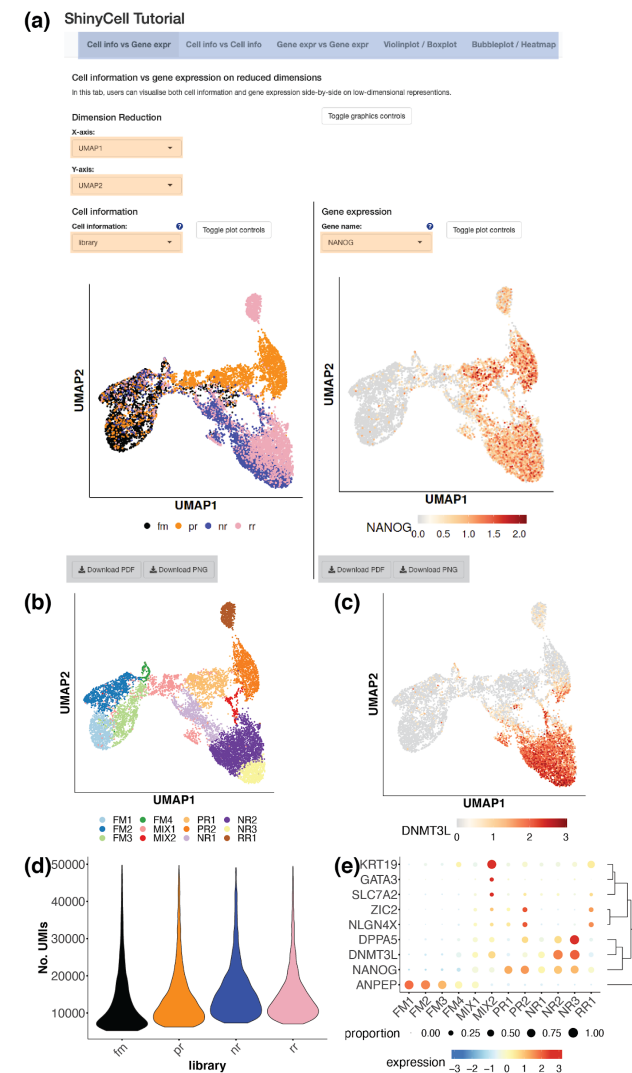 (a) ShinyCell Tutorial
Cell info vs Gene expr Cell info vs Cell info Gene expr vs Gene expr Violinplot / Boxplot Bubbleplot / Heatmap
Cell information vs gene expression on reduced dimensions
In this tab, users can visualise both cell information and gene expression side-by-side on low-dimensional representions.
Dimension Reduction
Toggle graphics controls
X-axis:
UMAP1
Y-axis:
UMAP2
Cell information
Cell information: ?
library
Toggle plot controls
Gene expression
Gene name: ?
NANOG
Toggle plot controls
UMAP2
UMAP1
fm pr nr rr
UMAP2
UMAP1
NANOG
0.0 0.5 1.0 1.5 2.0
Download PDF Download PNG
Download PDF Download PNG
(b)
UMAP2
UMAP1
FM1 FM4 PR1 NR2
FM2 MIX1 PR2 NR3
FM3 MIX2 NR1 RR1
(c)
UMAP2
UMAP1
DNMT3L
0 1 2 3
(d)
No. UMIs
50000
40000
30000
20000
10000
fm pr nr rr
library
(e)
KRT19
GATA3
SLC7A2
ZIC2
NLGN4X
DPPA5
DNMT3L
NANOG
ANPEP
FM1 FM2 FM3 FM4 MIX1 MIX2 PR1 PR2 NR1 NR2 NR3 RR1
proportion 0.00 0.25 0.50 0.75 1.00
expression
−3 −2 −1 0 1 2 3